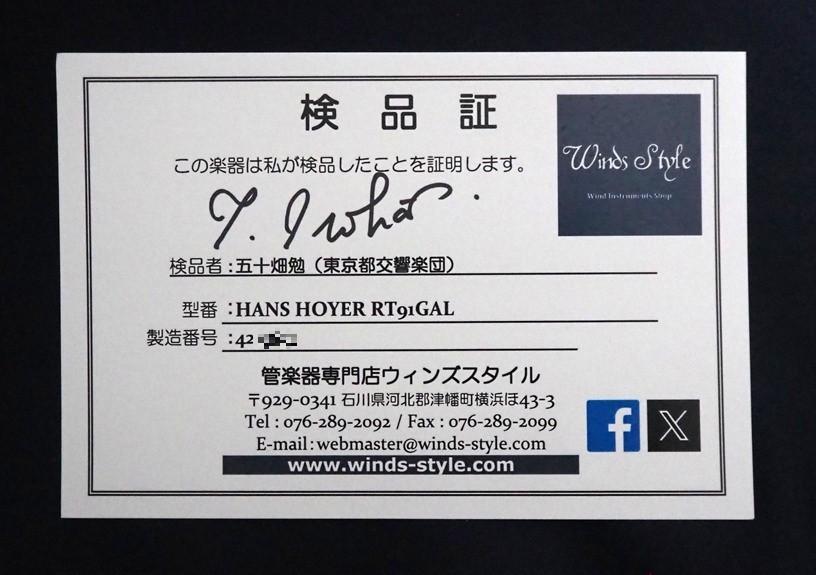 検品証
Winds Style
Wind Instruments Shop
この楽器は私が検品したことを証明します。
検品者：五十畑勉（東京都交響楽団）
型番：HANS HOYER RT91GAL
製造番号：42
管楽器専門店ウィンズスタイル
〒929-0341 石川県河北郡津幡町横浜ほ43-3
Tel : 076-289-2092 / Fax : 076-289-2099
E-mail : webmaster@winds-style.com
www.winds-style.com
f X